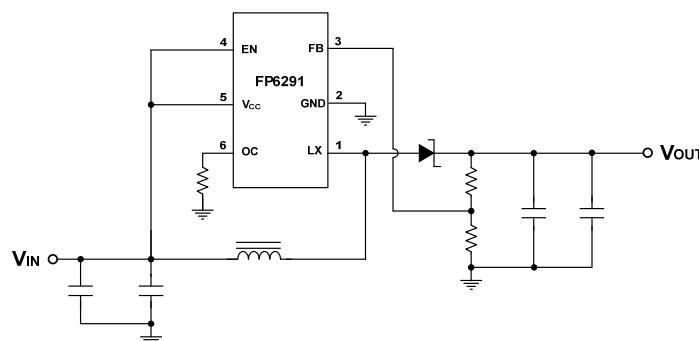 4 EN FB 3
FP6291
5 VCC GND 2
6 OC LX 1
VOUT
VIN